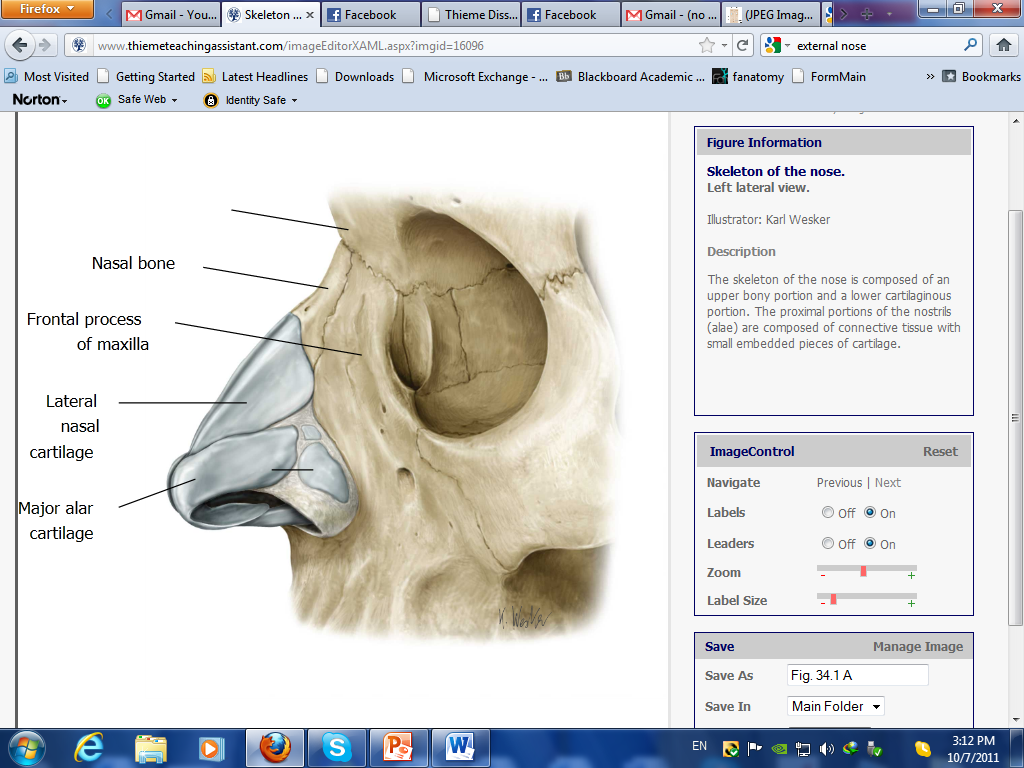 Firefox
Gmail - You...
Skeleton ...
Facebook
Thieme Diss...
Facebook
Gmail - (no ...
(JPEG Imag...
www.thiemeteachingassistant.com/imageEditorXAML.aspx?imgid=16096
external nose
Most Visited
Getting Started
Latest Headlines
Downloads
Microsoft Exchange - ...
Bb
Blackboard Academic ...
fanatomy
FormMain
»
Bookmarks
Norton
OK
Safe Web
Identity Safe
Nasal bone
Frontal process
of maxilla
Lateral
nasal
cartilage
Major alar
cartilage
Figure Information
Skeleton of the nose.
Left lateral view.
Illustrator: Karl Wesker
Description
The skeleton of the nose is composed of an
upper bony portion and a lower cartilaginous
portion. The proximal portions of the nostrils
(alae) are composed of connective tissue with
small embedded pieces of cartilage.
ImageControl Reset
Navigate Previous | Next
Labels Off On
Leaders Off On
Zoom - +
Label Size - +
Save Manage Image
Save As Fig. 34.1 A
Save In Main Folder
EN
3:12 PM
10/7/2011